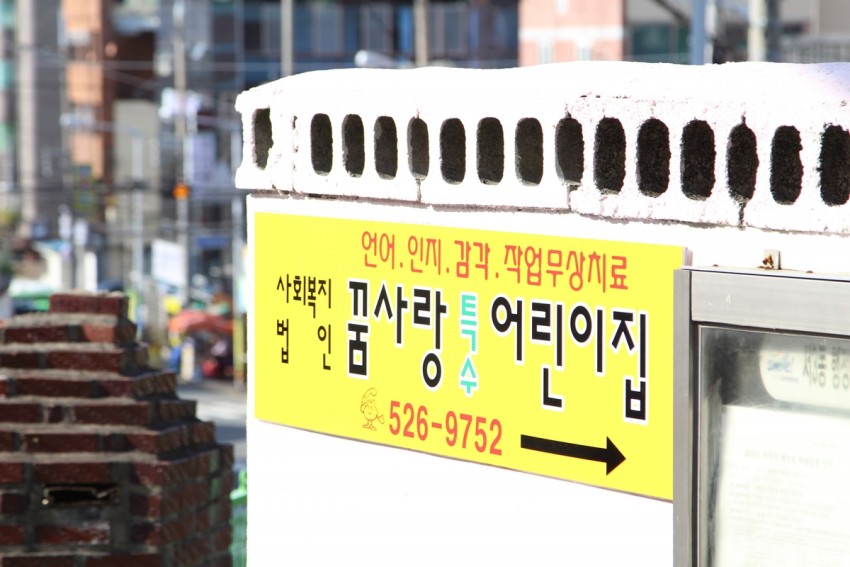 언어.인지.감각.작업무상치료
사회복지
법 인
꿈사랑 특수 어린이집
526-9752